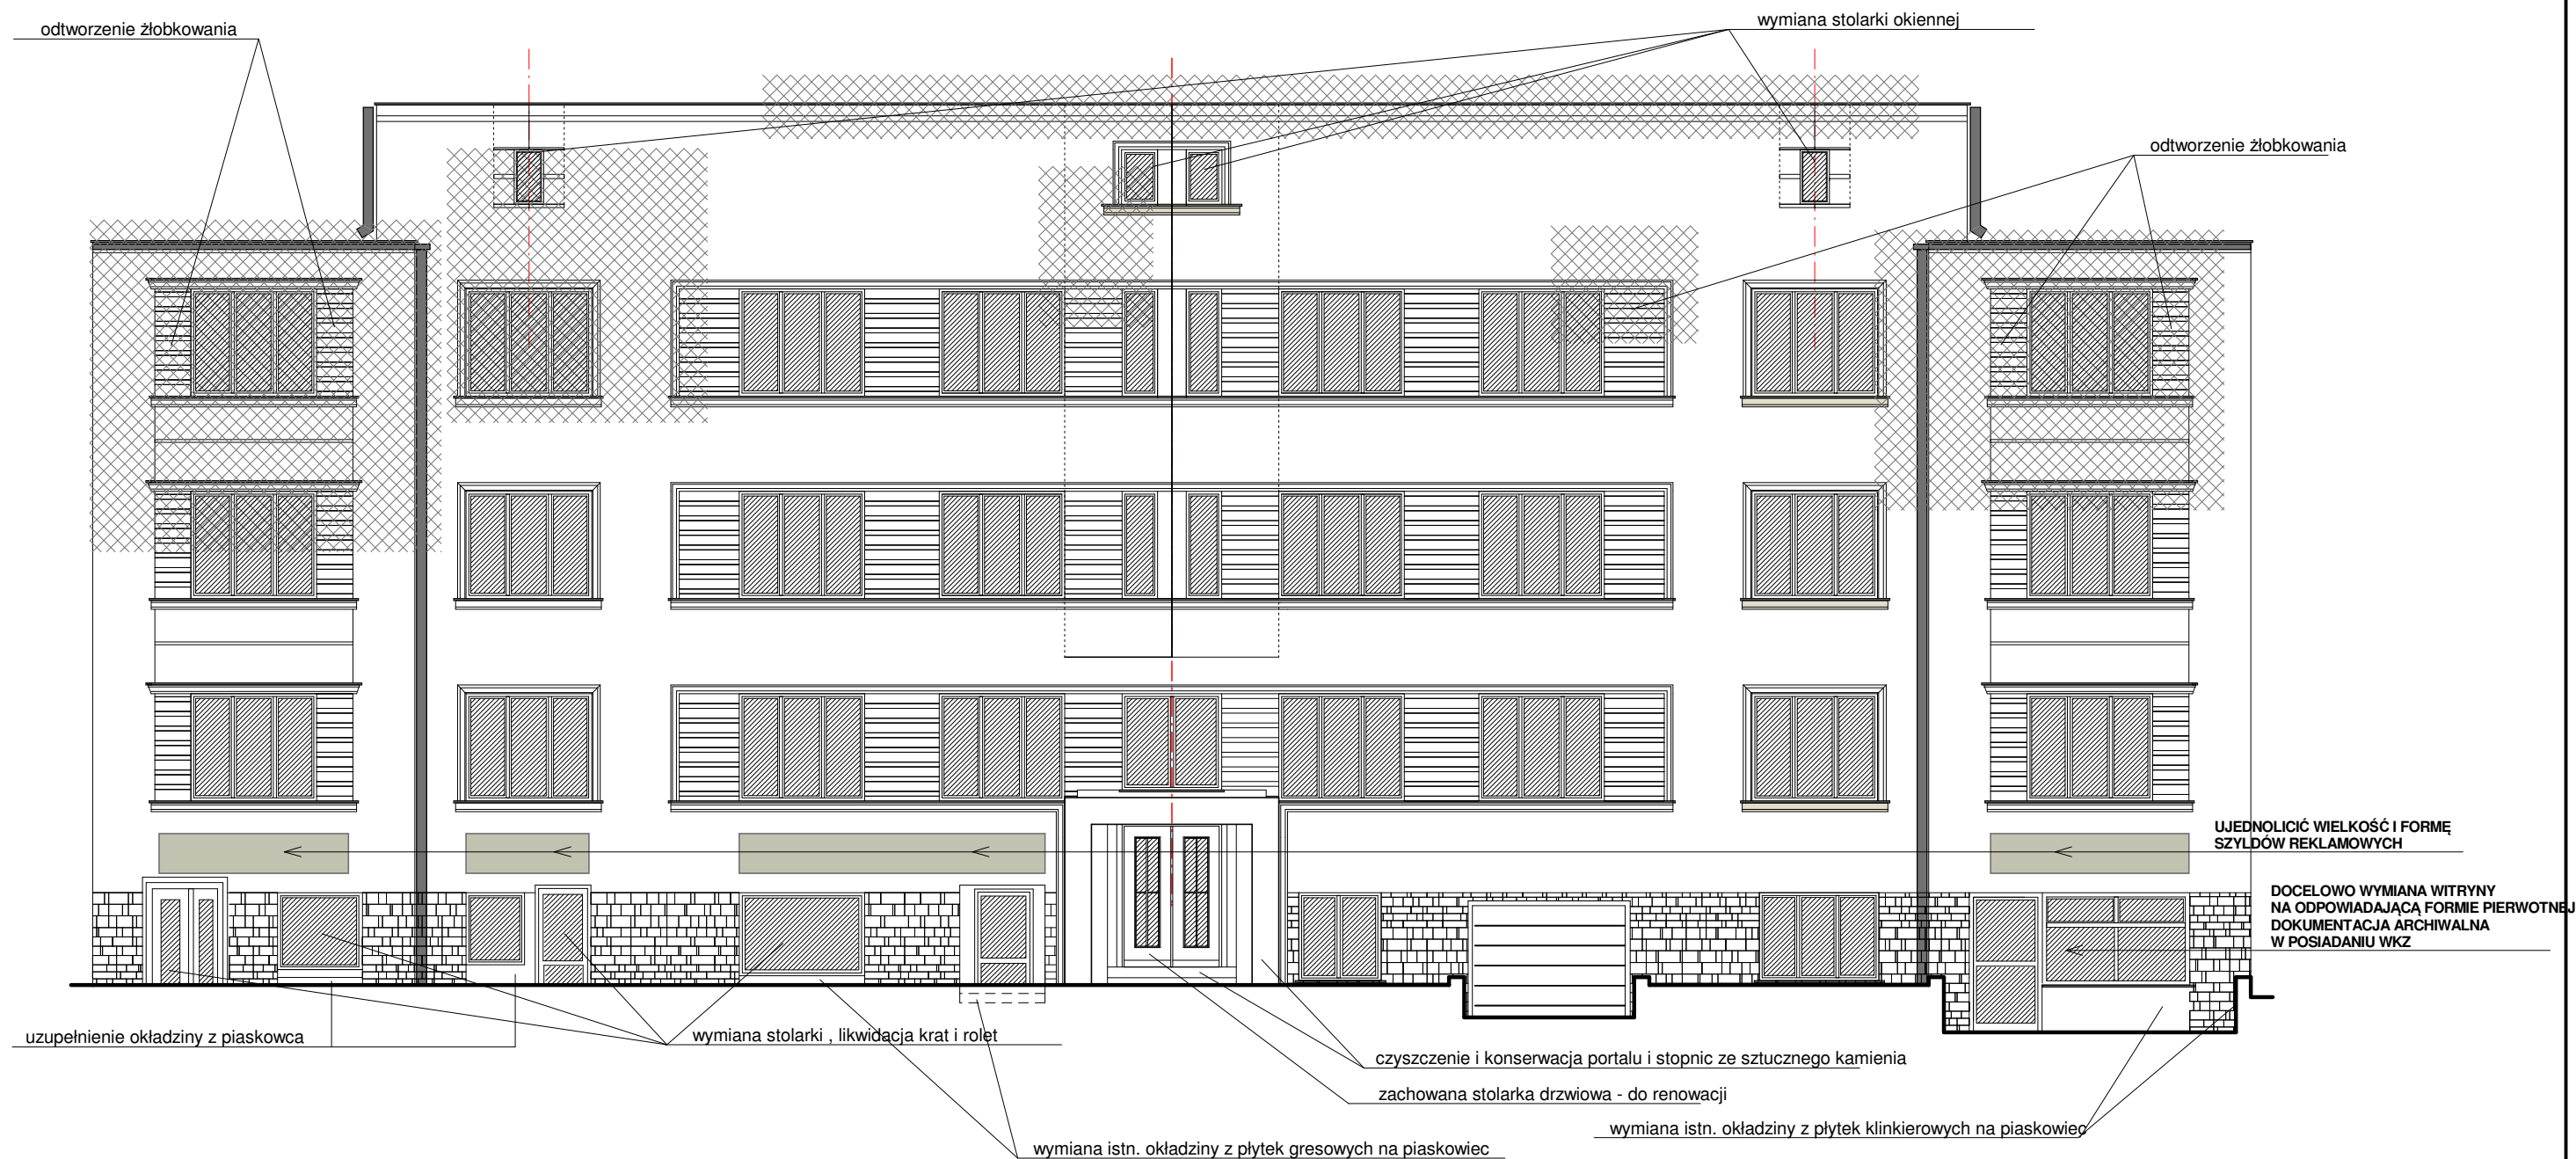 wymiana stolarki okiennej
odtworzenie żłobkowania
odtworzenie żłobkowania
UJEDNOLICIĆ WIELKOŚĆ I FORMĘ
SZYLDÓW REKLAMOWYCH
DOCELOWO WYMIANA WITRYNY
NA ODPOWIADAJĄCĄ FORMIE PIERWOTNEJ
DOKUMENTACJA ARCHIWALNA
W POSIADANIU WKZ
uzupełnienie okładziny z piaskowca
wymiana stolarki , likwidacja krat i rolet
czyszczenie i konserwacja portalu i stopnic ze sztucznego kamienia
zachowana stolarka drzwiowa - do renowacji
wymiana istn. okładziny z płytek klinkierowych na piaskowiec
wymiana istn. okładziny z płytek gresowych na piaskowiec